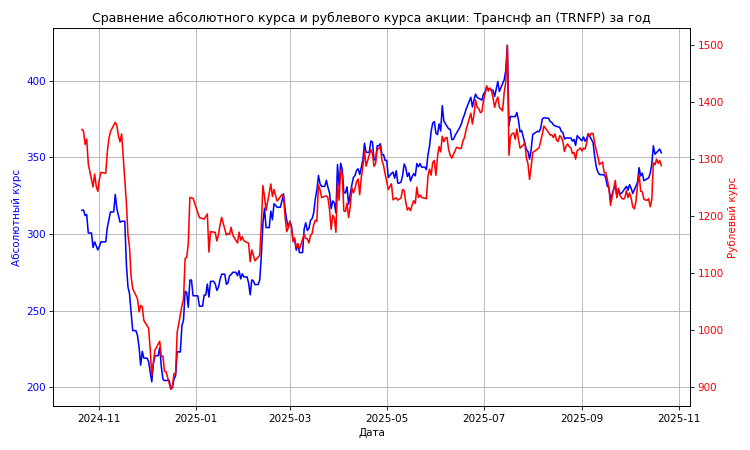 Сравнение абсолютного курса и рублевого курса акции: Транснф ап (TRNFP) за год
Абсолютный курс
400
350
300
250
200
1500
1400
1300
1200
1100
1000
900
Рублевый курс
2024-11 2025-01 2025-03 2025-05 2025-07 2025-09 2025-11
Дата